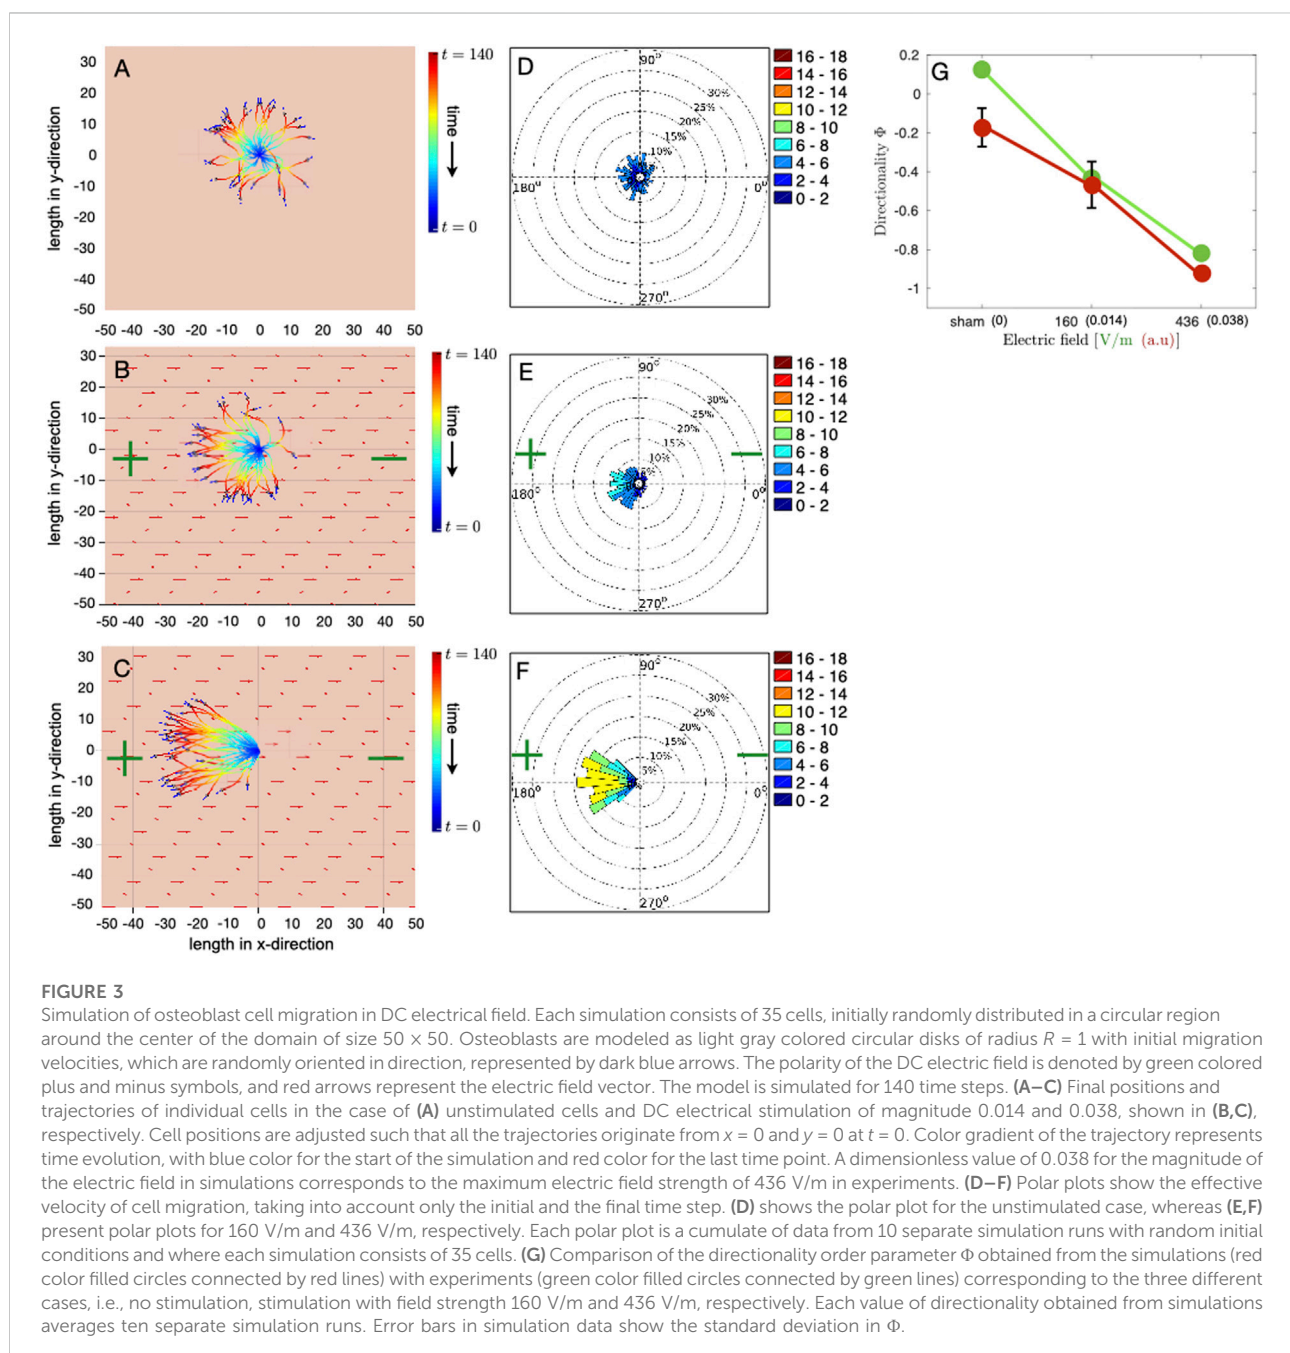 A
30
20
10
0
-10
-20
-30
-40
-50
length in y-direction
-50 -40 -30 -20 -10 0 10 20 30 40 50
t = 140
time
t = 0
D
90°
180°
0°
270°
10%
15%
20%
25%
30%
16 - 18
14 - 16
12 - 14
10 - 12
8 - 10
6 - 8
4 - 6
2 - 4
0 - 2
G
0.2
0
-0.2
-0.4
-0.6
-0.8
-1
Directionality Φ
sham (0) 160 (0.014) 436 (0.038)
Electric field [V/m (a.u)]
B
30
20
10
0
-10
-20
-30
-40
-50
length in y-direction
-50 -40 -30 -20 -10 0 10 20 30 40 50
t = 140
time
t = 0
E
90°
180°
0°
270°
5%
10%
15%
20%
25%
30%
16 - 18
14 - 16
12 - 14
10 - 12
8 - 10
6 - 8
4 - 6
2 - 4
0 - 2
C
30
20
10
0
-10
-20
-30
-40
-50
length in y-direction
-50 -40 -30 -20 -10 0 10 20 30 40 50
length in x-direction
t = 140
time
t = 0
F
90°
180°
0°
270°
5%
10%
15%
20%
25%
30%
16 - 18
14 - 16
12 - 14
10 - 12
8 - 10
6 - 8
4 - 6
2 - 4
0 - 2
FIGURE 3
Simulation of osteoblast cell migration in DC electrical field. Each simulation consists of 35 cells, initially randomly distributed in a circular region
around the center of the domain of size 50 × 50. Osteoblasts are modeled as light gray colored circular disks of radius R = 1 with initial migration
velocities, which are randomly oriented in direction, represented by dark blue arrows. The polarity of the DC electric field is denoted by green colored
plus and minus symbols, and red arrows represent the electric field vector. The model is simulated for 140 time steps. (A–C) Final positions and
trajectories of individual cells in the case of (A) unstimulated cells and DC electrical stimulation of magnitude 0.014 and 0.038, shown in (B,C),
respectively. Cell positions are adjusted such that all the trajectories originate from x = 0 and y = 0 at t = 0. Color gradient of the trajectory represents
time evolution, with blue color for the start of the simulation and red color for the last time point. A dimensionless value of 0.038 for the magnitude of
the electric field in simulations corresponds to the maximum electric field strength of 436 V/m in experiments. (D–F) Polar plots show the effective
velocity of cell migration, taking into account only the initial and the final time step. (D) shows the polar plot for the unstimulated case, whereas (E,F)
present polar plots for 160 V/m and 436 V/m, respectively. Each polar plot is a cumulate of data from 10 separate simulation runs with random initial
conditions and where each simulation consists of 35 cells. (G) Comparison of the directionality order parameter Φ obtained from the simulations (red
color filled circles connected by red lines) with experiments (green color filled circles connected by green lines) corresponding to the three different
cases, i.e., no stimulation, stimulation with field strength 160 V/m and 436 V/m, respectively. Each value of directionality obtained from simulations
averages ten separate simulation runs. Error bars in simulation data show the standard deviation in Φ.